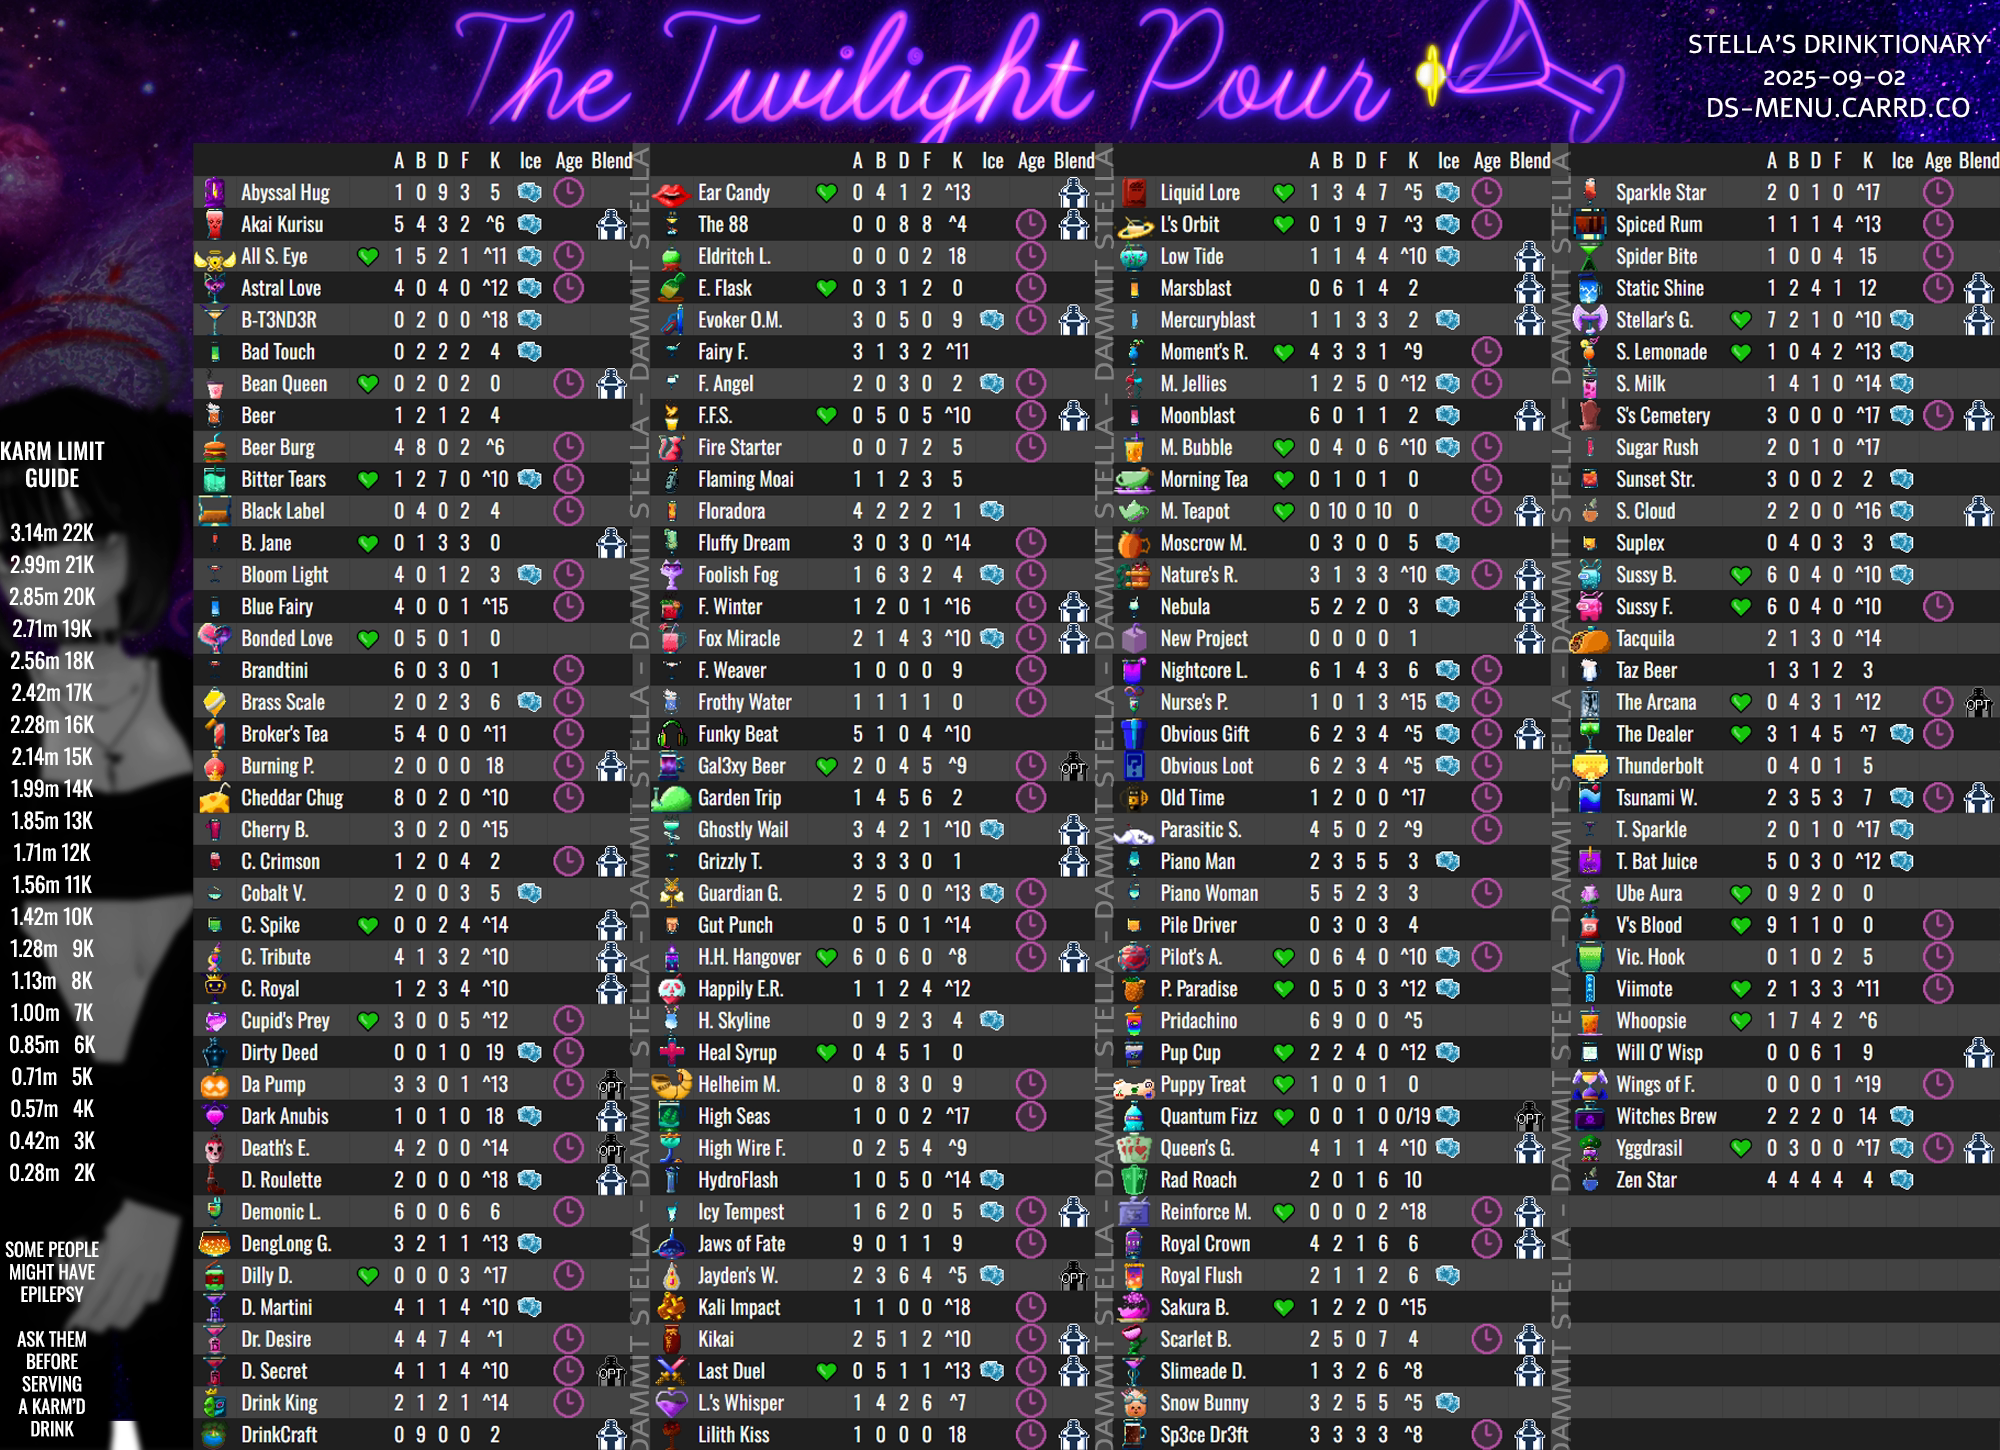 The Twilight Pour
STELLA'S DRINKTIONARY
2025-09-02
DS-MENU.CARRD.CO
KARM LIMIT
GUIDE
3.14m 22K
2.99m 21K
2.85m 20K
2.71m 19K
2.56m 18K
2.42m 17K
2.28m 16K
2.14m 15K
1.99m 14K
1.85m 13K
1.71m 12K
1.56m 11K
1.42m 10K
1.28m 9K
1.13m 8K
1.00m 7K
0.85m 6K
0.71m 5K
0.57m 4K
0.42m 3K
0.28m 2K
SOME PEOPLE
MIGHT HAVE
EPILEPSY
ASK THEM
BEFORE
SERVING
A KARM'D
DRINK
A B D F K Ice Age Blend
Abyssal Hug 1 0 9 3 5
Akai Kurisu 5 4 3 2 ^6
All S. Eye 1 5 2 1 ^11
Astral Love 4 0 4 0 ^12
B-T3ND3R 0 2 0 0 ^18
Bad Touch 0 2 2 2 4
Bean Queen 0 2 0 2 0
Beer 1 2 1 2 4
Beer Burg 4 8 0 2 ^6
Bitter Tears 1 2 7 0 ^10
Black Label 0 4 0 2 4
B. Jane 0 1 3 3 0
Bloom Light 4 0 1 2 3
Blue Fairy 4 0 0 1 ^15
Bonded Love 0 5 0 1 0
Brandtini 6 0 3 0 1
Brass Scale 2 0 2 3 6
Broker's Tea 5 4 0 0 ^11
Burning P. 2 0 0 0 18
Cheddar Chug 8 0 2 0 ^10
Cherry B. 3 0 2 0 ^15
C. Crimson 1 2 0 4 2
Cobalt V. 2 0 0 3 5
C. Spike 0 0 2 4 ^14
C. Tribute 4 1 3 2 ^10
C. Royal 1 2 3 4 ^10
Cupid's Prey 3 0 0 5 ^12
Dirty Deed 0 0 1 0 19
Da Pump 3 3 0 1 ^13 OPT
Dark Anubis 1 0 1 0 18
Death's E. 4 2 0 0 ^14 OPT
D. Roulette 2 0 0 0 ^18
Demonic L. 6 0 0 6 6
DengLong G. 3 2 1 1 ^13
Dilly D. 0 0 0 3 ^17
D. Martini 4 1 1 4 ^10
Dr. Desire 4 4 7 4 ^1
D. Secret 4 1 1 4 ^10 OPT
Drink King 2 1 2 1 ^14
DrinkCraft 0 9 0 0 2
DAMMIT STELLA - DAMMIT STELLA - DAMMIT STELLA - DAMMIT STELLA
A B D F K Ice Age Blend
Ear Candy 0 4 1 2 ^13
The 88 0 0 8 8 ^4
Eldritch L. 0 0 0 2 18
E. Flask 0 3 1 2 0
Evoker O.M. 3 0 5 0 9
Fairy F. 3 1 3 2 ^11
F. Angel 2 0 3 0 2
F.F.S. 0 5 0 5 ^10
Fire Starter 0 0 7 2 5
Flaming Moai 1 1 2 3 5
Floradora 4 2 2 2 1
Fluffy Dream 3 0 3 0 ^14
Foolish Fog 1 6 3 2 4
F. Winter 1 2 0 1 ^16
Fox Miracle 2 1 4 3 ^10
F. Weaver 1 0 0 0 9
Frothy Water 1 1 1 1 0
Funky Beat 5 1 0 4 ^10
Gal3xy Beer 2 0 4 5 ^9 OPT
Garden Trip 1 4 5 6 2
Ghostly Wail 3 4 2 1 ^10
Grizzly T. 3 3 3 0 1
Guardian G. 2 5 0 0 ^13
Gut Punch 0 5 0 1 ^14
H.H. Hangover 6 0 6 0 ^8
Happily E.R. 1 1 2 4 ^12
H. Skyline 0 9 2 3 4
Heal Syrup 0 4 5 1 0
Helheim M. 0 8 3 0 9
High Seas 1 0 0 2 ^17
High Wire F. 0 2 5 4 ^9
HydroFlash 1 0 5 0 ^14
Icy Tempest 1 6 2 0 5
Jaws of Fate 9 0 1 1 9
Jayden's W. 2 3 6 4 ^5 OPT
Kali Impact 1 1 0 0 ^18
Kikai 2 5 1 2 ^10
Last Duel 0 5 1 1 ^13
L.'s Whisper 1 4 2 6 ^7
Lilith Kiss 1 0 0 0 18
DAMMIT STELLA - DAMMIT STELLA - DAMMIT STELLA - DAMMIT STELLA
A B D F K Ice Age Blend
Liquid Lore 1 3 4 7 ^5
L's Orbit 0 1 9 7 ^3
Low Tide 1 1 4 4 ^10
Marsblast 0 6 1 4 2
Mercuryblast 1 1 3 3 2
Moment's R. 4 3 3 1 ^9
M. Jellies 1 2 5 0 ^12
Moonblast 6 0 1 1 2
M. Bubble 0 4 0 6 ^10
Morning Tea 0 1 0 1 0
M. Teapot 0 10 0 10 0
Moscrow M. 0 3 0 0 5
Nature's R. 3 1 3 3 ^10
Nebula 5 2 2 0 3
New Project 0 0 0 0 1
Nightcore L. 6 1 4 3 6
Nurse's P. 1 0 1 3 ^15
Obvious Gift 6 2 3 4 ^5
Obvious Loot 6 2 3 4 ^5
Old Time 1 2 0 0 ^17
Parasitic S. 4 5 0 2 ^9
Piano Man 2 3 5 5 3
Piano Woman 5 5 2 3 3
Pile Driver 0 3 0 3 4
Pilot's A. 0 6 4 0 ^10
P. Paradise 0 5 0 3 ^12
Pridachino 6 9 0 0 ^5
Pup Cup 2 2 4 0 ^12
Puppy Treat 1 0 0 1 0
Quantum Fizz 0 0 1 0 0/19 OPT
Queen's G. 4 1 1 4 ^10
Rad Roach 2 0 1 6 10
Reinforce M. 0 0 0 2 ^18
Royal Crown 4 2 1 6 6
Royal Flush 2 1 1 2 6
Sakura B. 1 2 2 0 ^15
Scarlet B. 2 5 0 7 4
Slimeade D. 1 3 2 6 ^8
Snow Bunny 3 2 5 5 ^5
Sp3ce Dr3ft 3 3 3 3 ^8
DAMMIT STELLA - DAMMIT STELLA - DAMMIT STELLA - DAMMIT STELLA
A B D F K Ice Age Blend
Sparkle Star 2 0 1 0 ^17
Spiced Rum 1 1 1 4 ^13
Spider Bite 1 0 0 4 15
Static Shine 1 2 4 1 12
Stellar's G. 7 2 1 0 ^10
S. Lemonade 1 0 4 2 ^13
S. Milk 1 4 1 0 ^14
S's Cemetery 3 0 0 0 ^17
Sugar Rush 2 0 1 0 ^17
Sunset Str. 3 0 0 2 2
S. Cloud 2 2 0 0 ^16
Suplex 0 4 0 3 3
Sussy B. 6 0 4 0 ^10
Sussy F. 6 0 4 0 ^10
Tacquila 2 1 3 0 ^14
Taz Beer 1 3 1 2 3
The Arcana 0 4 3 1 ^12 OPT
The Dealer 3 1 4 5 ^7
Thunderbolt 0 4 0 1 5
Tsunami W. 2 3 5 3 7
T. Sparkle 2 0 1 0 ^17
T. Bat Juice 5 0 3 0 ^12
Ube Aura 0 9 2 0 0
V's Blood 9 1 1 0 0
Vic. Hook 0 1 0 2 5
Viimote 2 1 3 3 ^11
Whoopsie 1 7 4 2 ^6
Will O' Wisp 0 0 6 1 9
Wings of F. 0 0 0 1 ^19
Witches Brew 2 2 2 0 14
Yggdrasil 0 3 0 0 ^17
Zen Star 4 4 4 4 4